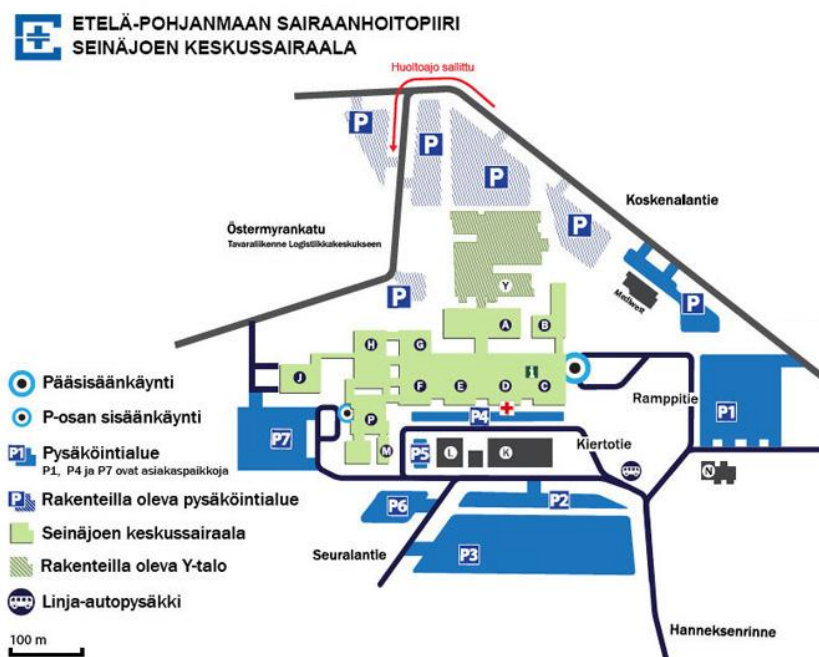 ETELÄ-POHJANMAAN SAIRAANHOITOPIIRI
SEINÄJOEN KESKUSSAIRAALA
Huoltoajo sallittu
P
P
P
P
Koskenalantie
Östermyrankatu
Tavaraliikenne Logistiikkakeskukseen
Y
P
Mediwest
P
A
B
H
G
J
F
E
D
C
Pääsisäänkäynti
P-osan sisäänkäynti
Ramppitie
P1
P
P4
P7
Kiertotie
M
P5
L
K
N
P1
Pysäköintialue
P1, P4 ja P7 ovat asiakaspaikkoja
P
Rakenteilla oleva pysäköintialue
P6
P2
Seinäjoen keskussairaala
Seuralantie
P3
Rakenteilla oleva Y-talo
Linja-autopysäkki
Hanneksenrinne
100 m